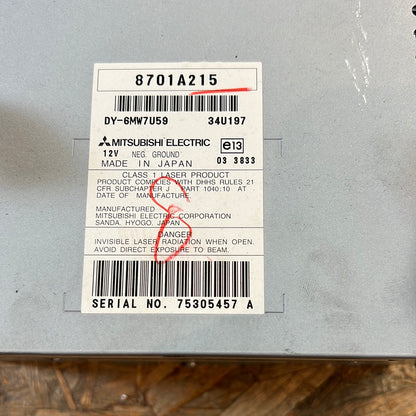 8701A215
DY-6MW7U59 34U197
MITSUBISHI ELECTRIC e13
12V NEG. GROUND 03 3833
MADE IN JAPAN
CLASS 1 LASER PRODUCT
PRODUCT COMPLIES WITH DHHS RULES 21
CFR SUBCHAPTER J PART 1040:10 AT
DATE OF MANUFACTURE
MANUFACTURED
MITSUBISHI ELECTRIC CORPORATION
SANDA. HYOGO. JAPAN
DANGER
INVISIBLE LASER RADIATION WHEN OPEN.
AVOID DIRECT EXPOSURE TO BEAM.
SERIAL NO. 75305457 A